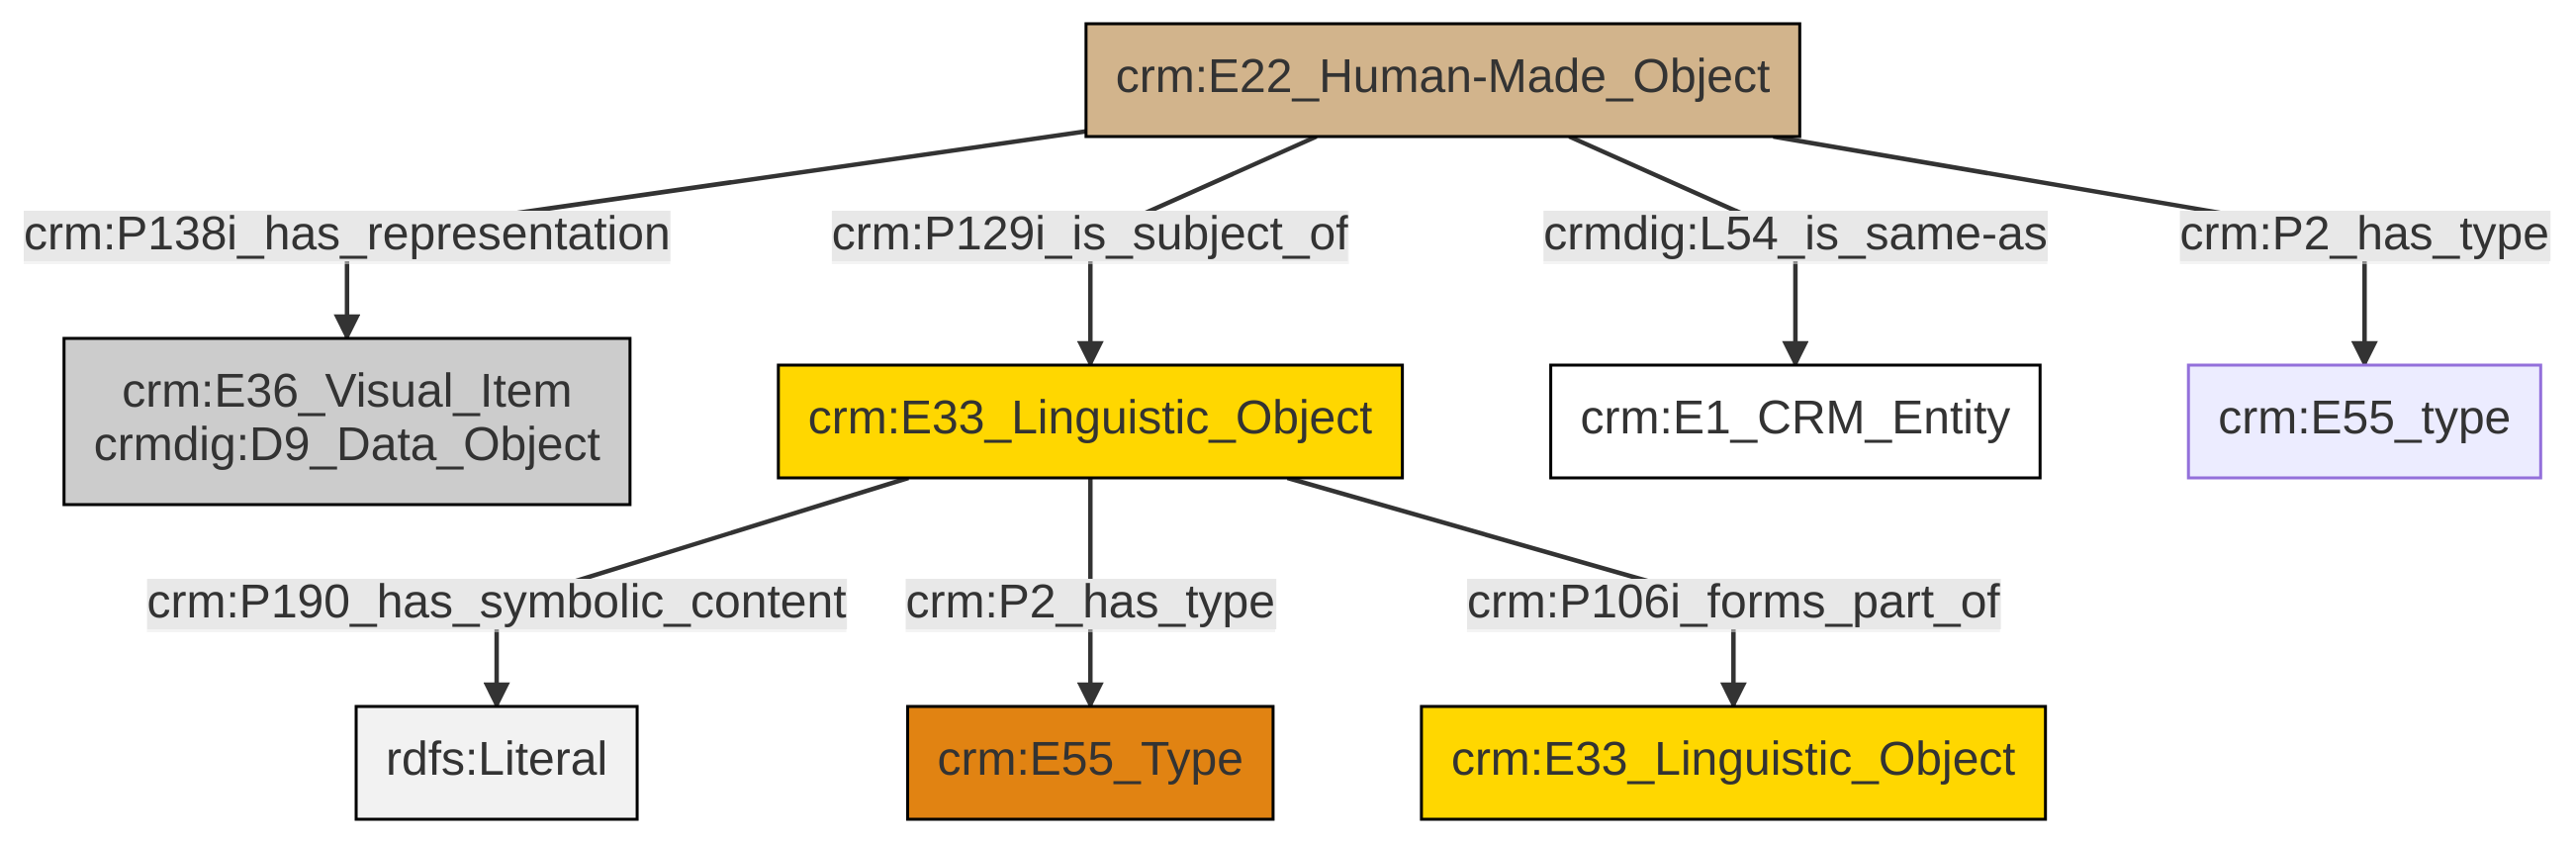 crm:E22_Human-Made_Object
crm:P138i_has_representation
crm:P129i_is_subject_of
crmdig:L54_is_same-as
crm:P2_has_type
crm:E36_Visual_Item
crmdig:D9_Data_Object
crm:E33_Linguistic_Object
crm:E1_CRM_Entity
crm:E55_type
crm:P190_has_symbolic_content
crm:P2_has_type
crm:P106i_forms_part_of
rdfs:Literal
crm:E55_Type
crm:E33_Linguistic_Object